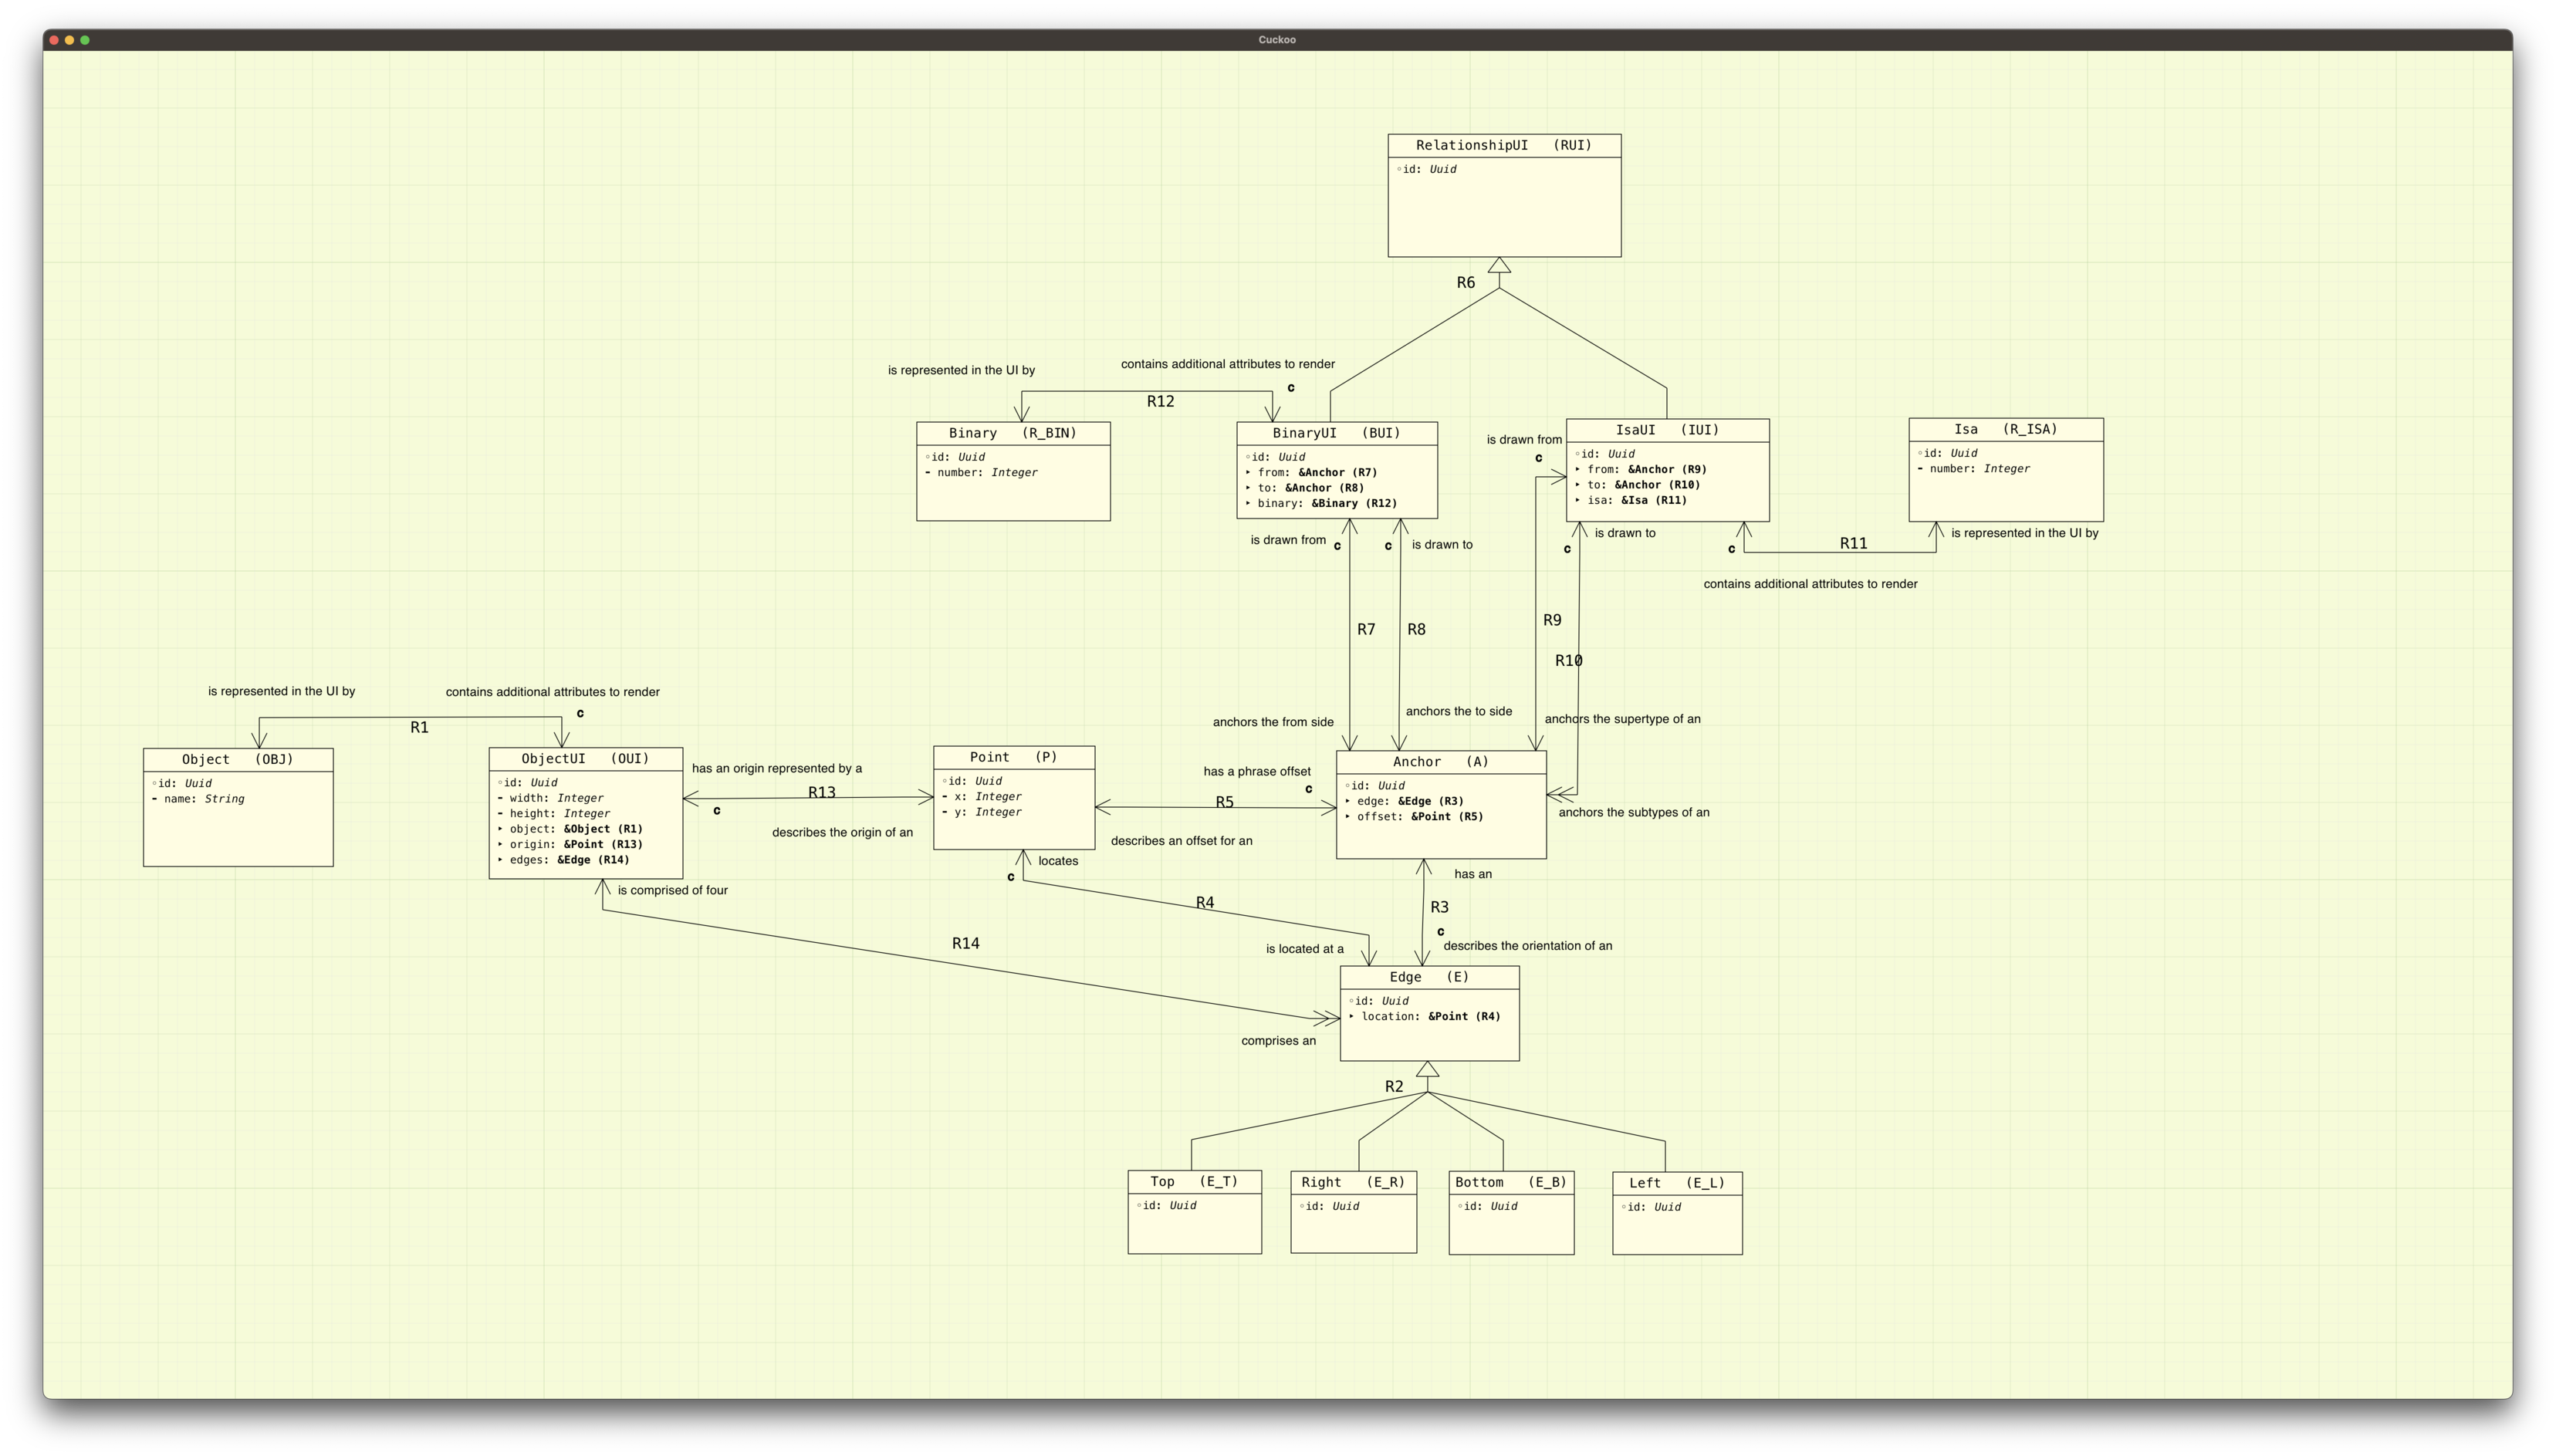 Cuckoo
RelationshipUI (RUI)
◦id: Uuid
R6
is represented in the UI by
contains additional attributes to render
c
R12
Binary (R_BIN)
◦id: Uuid
- number: Integer
BinaryUI (BUI)
◦id: Uuid
‣ from: &Anchor (R7)
‣ to: &Anchor (R8)
‣ binary: &Binary (R12)
is drawn from
c
IsaUI (IUI)
◦id: Uuid
‣ from: &Anchor (R9)
‣ to: &Anchor (R10)
‣ isa: &Isa (R11)
Isa (R_ISA)
◦id: Uuid
- number: Integer
is drawn from
c
c
is drawn to
c
is drawn to
c
R11
is represented in the UI by
contains additional attributes to render
R7
R8
R9
R10
is represented in the UI by
contains additional attributes to render
c
R1
anchors the from side
anchors the to side
anchors the supertype of an
Object (OBJ)
◦id: Uuid
- name: String
ObjectUI (OUI)
◦id: Uuid
- width: Integer
- height: Integer
‣ object: &Object (R1)
‣ origin: &Point (R13)
‣ edges: &Edge (R14)
has an origin represented by a
R13
c
describes the origin of an
Point (P)
◦id: Uuid
- x: Integer
- y: Integer
has a phrase offset
c
R5
describes an offset for an
Anchor (A)
◦id: Uuid
‣ edge: &Edge (R3)
‣ offset: &Point (R5)
anchors the subtypes of an
is comprised of four
locates
c
R4
has an
R3
c
R14
is located at a
describes the orientation of an
Edge (E)
◦id: Uuid
‣ location: &Point (R4)
comprises an
R2
Top (E_T)
◦id: Uuid
Right (E_R)
◦id: Uuid
Bottom (E_B)
◦id: Uuid
Left (E_L)
◦id: Uuid